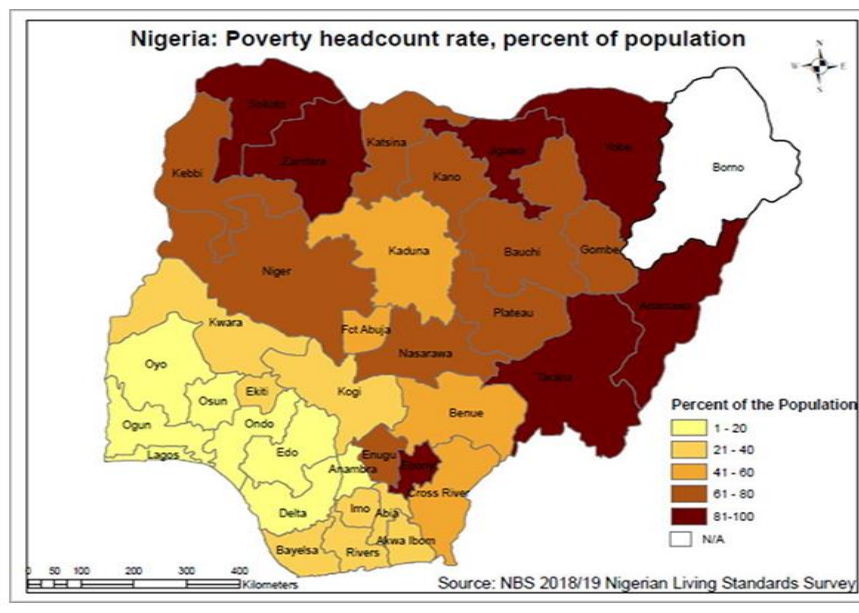 Nigeria: Poverty headcount rate, percent of population
N
W E
S
Sokoto
Katsina
Zamfara
Jigawa
Yobe
Borno
Kebbi
Kano
Kaduna
Bauchi
Gombe
Niger
Adamawa
Plateau
Kwara
Fct Abuja
Nasarawa
Oyo
Taraba
Ekiti
Kogi
Osun
Benue
Ogun
Ondo
Lagos
Edo
Enugu
Ebonyi
Anambra
Cross River
Delta
Imo
Abia
Akwa Ibom
Bayelsa
Rivers
Percent of the Population
1 - 20
21 - 40
41 - 60
61 - 80
81-100
N/A
0 50 100 200 300 400
Kilometers
Source: NBS 2018/19 Nigerian Living Standards Survey